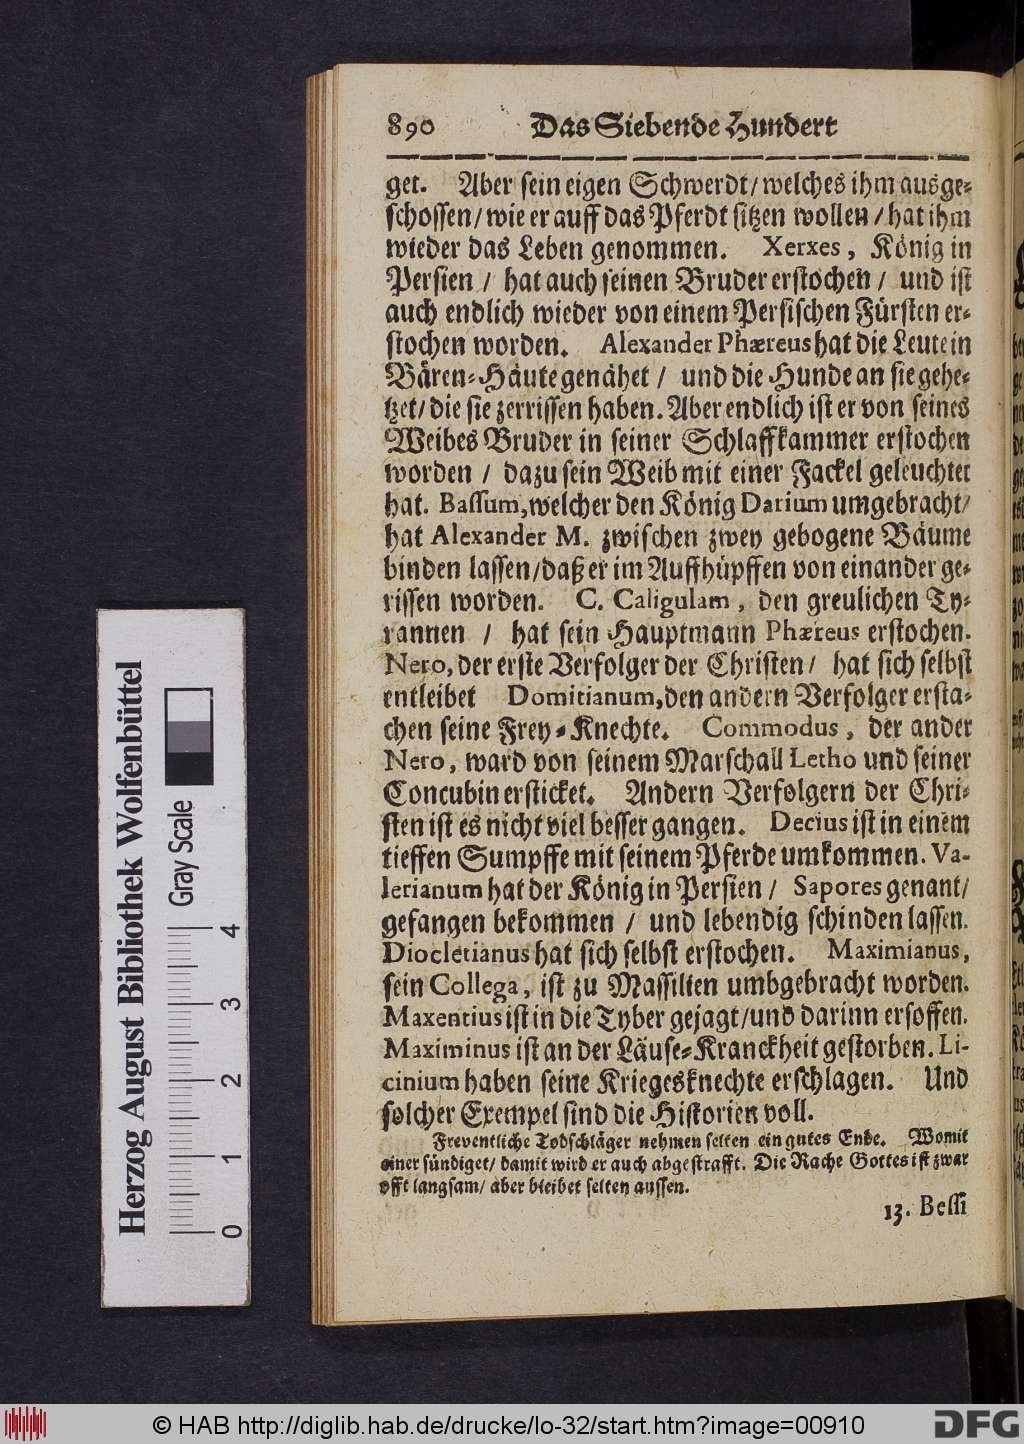 890 Das Siebende Hundert
get. Aber sein eigen Schwerdt/welches ihm ausge-
schossen/wie er auff das Pferdt sitzen wollen/hat ihm
wieder das Leben genommen. Xerxes, König in
Persien/ hat auch seinen Bruder erstochen/ und ist
auch endlich wieder von einem Persischen Fürsten er-
stochen worden. Alexander Phæreus hat die Leute in
Bären-Häute genähet/ und die Hunde an sie gehe-
tzet/die sie zerrissen haben. Aber endlich ist er von seines
Weibes Bruder in seiner Schlaffkammer erstochen
worden/ dazu sein Weib mit einer Fackel geleuchtet
hat. Bassum, welcher den König Darium umgebracht/
hat Alexander M. zwischen zwey gebogene Bäume
binden lassen/daß er im Auffhüpffen von einander ge-
rissen worden. C. Caligulam, den greulichen Ty-
rannen/ hat sein Hauptmann Phæreus erstochen.
Nero, der erste Verfolger der Christen/ hat sich selbst
entleibet Domitianum, den andern Verfolger ersta-
chen seine Frey-Knechte. Commodus, der ander
Nero, ward von seinem Marschall Letho und seiner
Concubin ersticket. Andern Verfolgern der Chri-
sten ist es nicht viel besser gangen. Decius ist in einem
tieffen Sumpffe mit seinem Pferde umkommen. Va-
lerianum hat der König in Persien/ Sapores genant/
gefangen bekommen/ und lebendig schinden lassen.
Diocletianus hat sich selbst erstochen. Maximianus,
sein Collega, ist zu Massilien umbgebracht worden.
Maxentius ist in die Tyber gejagt/und darinn ersoffen.
Maximinus ist an der Läuse-Kranckheit gestorben. Li-
cinium haben seine Kriegesknechte erschlagen. Und
solcher Exempel sind die Historien voll.
Freventliche Todschläger nehmen selten ein gutes Ende. Womit
einer sündiget/ damit wird er auch abgestrafft. Die Rache Gottes ist zwar
offt langsam/ aber bleibet selten aussen.
13. Bessi
Herzog August Bibliothek Wolfenbüttel
Gray Scale
0 1 2 3 4
© HAB http://diglib.hab.de/drucke/lo-32/start.htm?image=00910
DFG